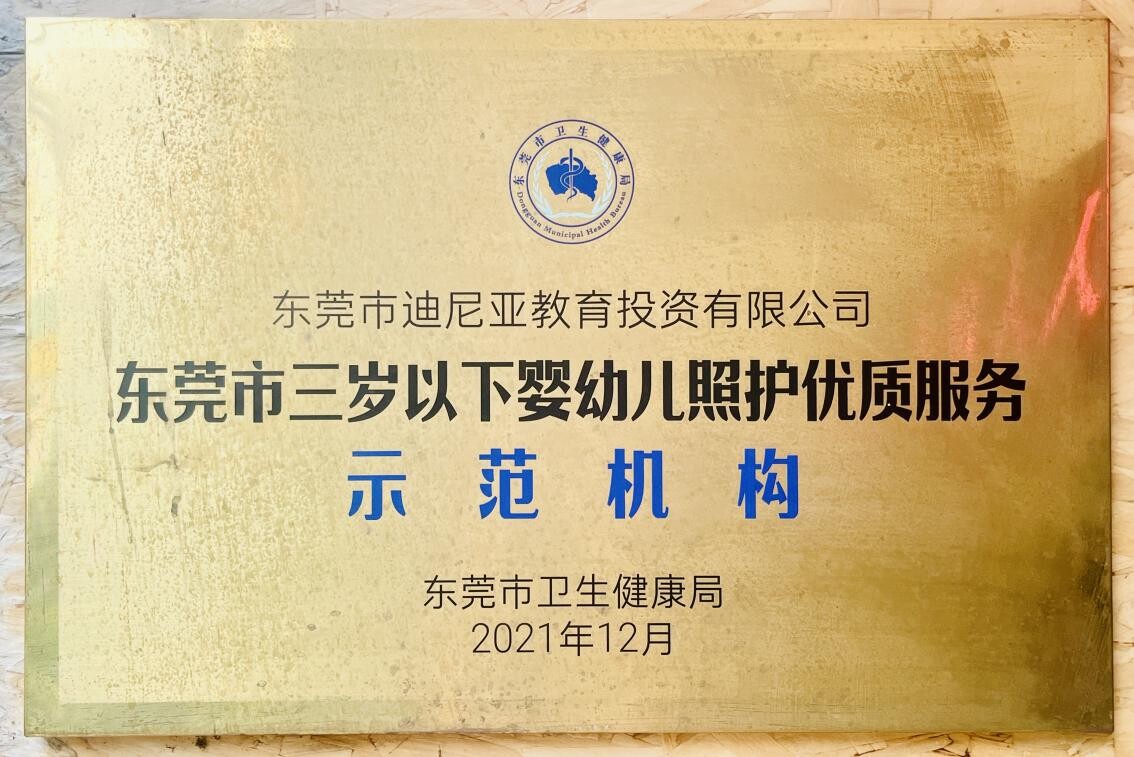 东莞市卫生健康局
Dongguan Municipal Health Bureau
东莞市迪尼亚教育投资有限公司
东莞市三岁以下婴幼儿照护优质服务
示范机构
东莞市卫生健康局
2021年12月